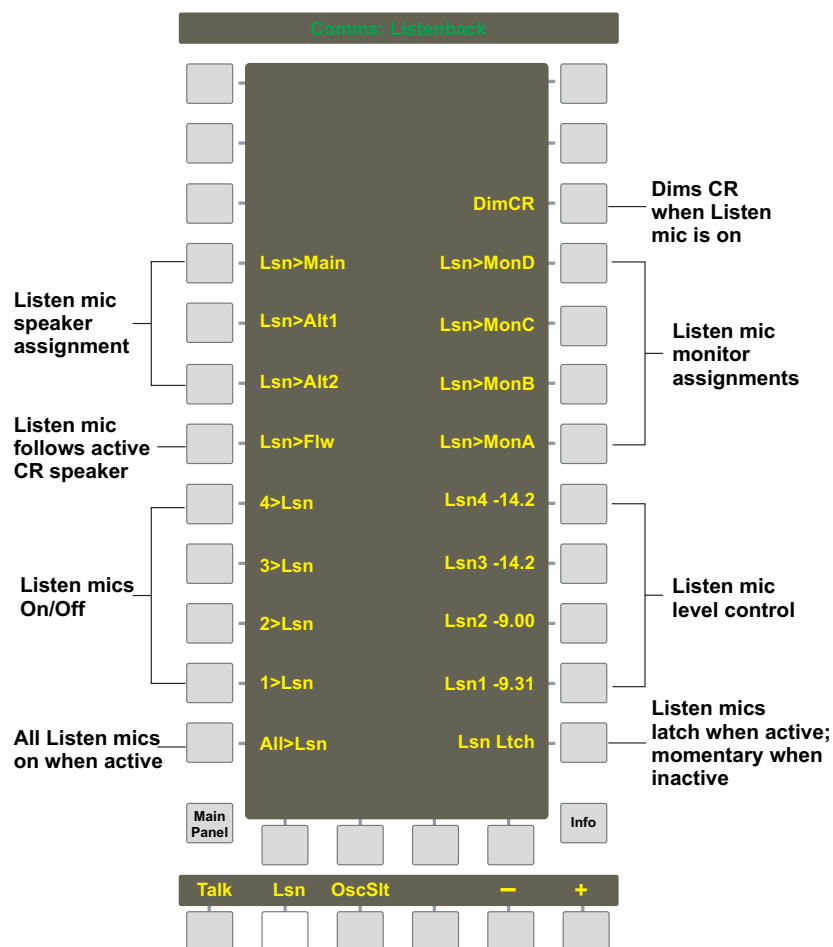 Comms: Listenback
DimCR
Dims CR
when Listen
mic is on
Listen mic
speaker
assignment
Lsn>Main
Lsn>MonD
Lsn>Alt1
Lsn>MonC
Lsn>Alt2
Lsn>MonB
Listen mic
monitor
assignments
Listen mic
follows active
CR speaker
Lsn>Flw
Lsn>MonA
Listen mics
On/Off
4>Lsn
Lsn4 -14.2
3>Lsn
Lsn3 -14.2
2>Lsn
Lsn2 -9.00
1>Lsn
Lsn1 -9.31
Listen mic
level control
All Listen mics
on when active
All>Lsn
Lsn Ltch
Listen mics
latch when active;
momentary when
inactive
Main
Panel
Info
Talk Lsn OscSlt − +